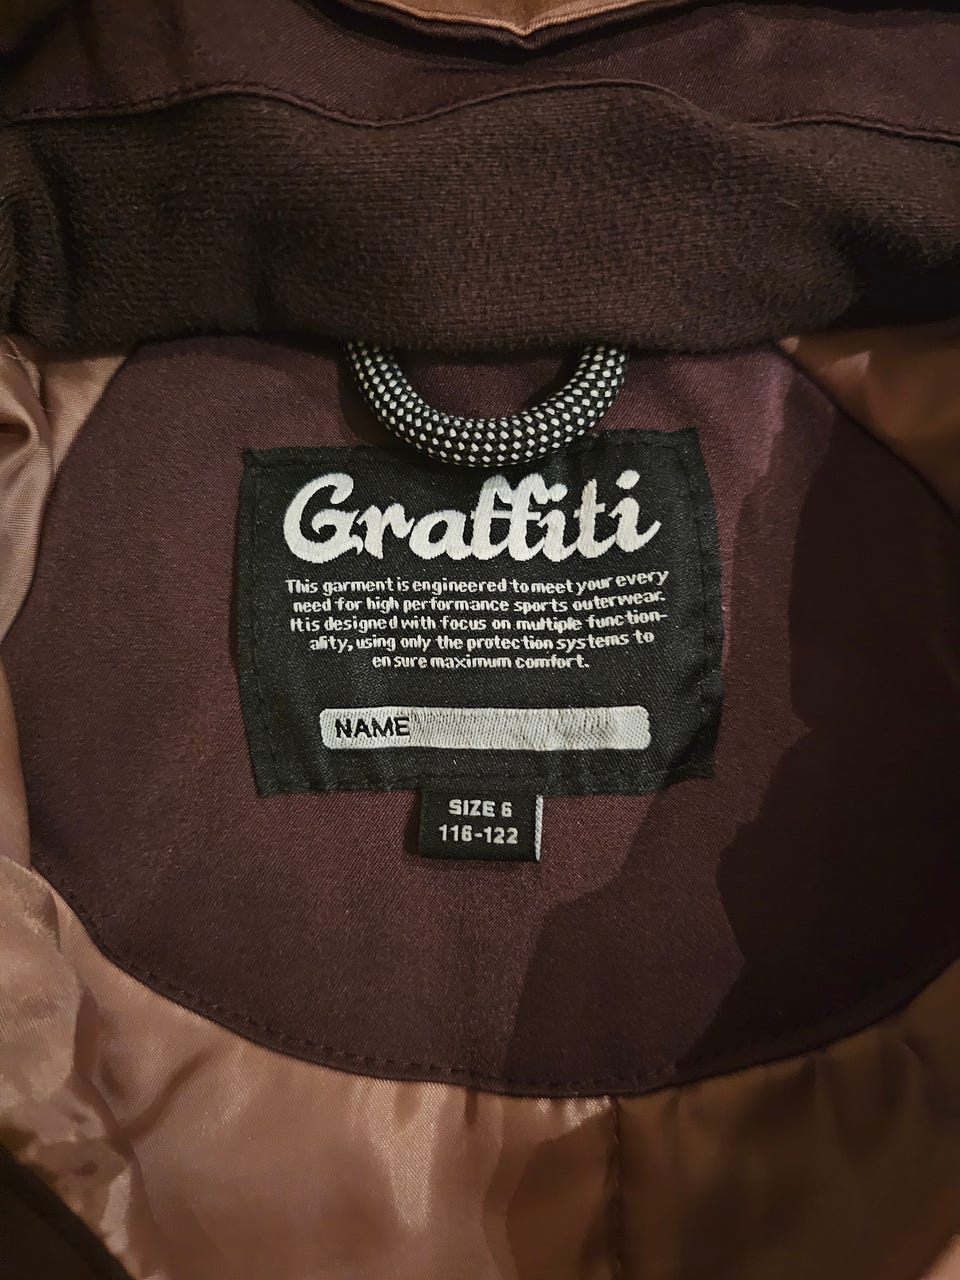 Graffiti
This garment is engineered to meet your every
need for high performance sports outerwear.
It is designed with focus on multiple function-
ality, using only the protection systems to
ensure maximum comfort.
NAME
SIZE 6
116-122